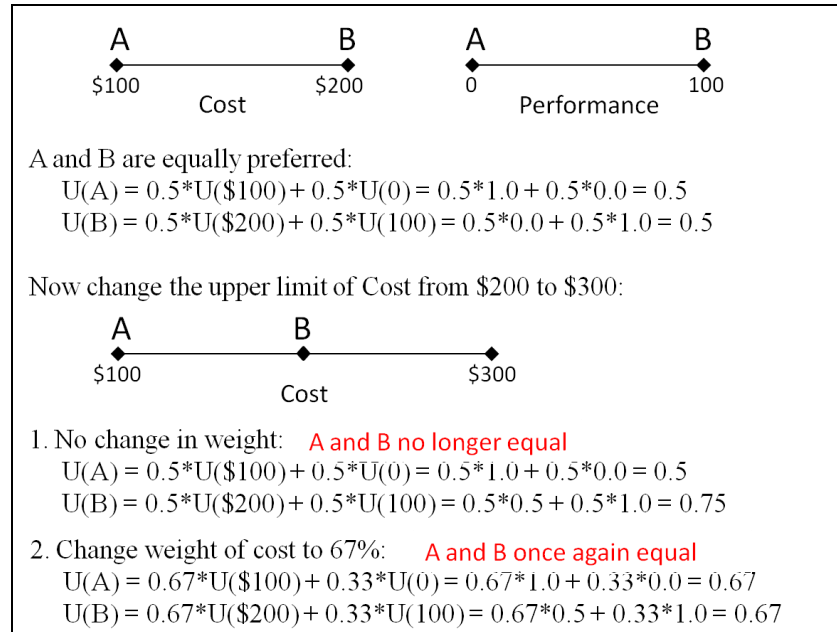 A B A B
$100 $200 0 100
Cost Performance
A and B are equally preferred:
U(A) = 0.5*U($100)+ 0.5*U(0) = 0.5*1.0 + 0.5*0.0 = 0.5
U(B) = 0.5*U($200)+ 0.5*U(100) = 0.5*0.0 + 0.5*1.0 = 0.5
Now change the upper limit of Cost from $200 to $300:
A B
$100 $300
Cost
1. No change in weight: A and B no longer equal
U(A) = 0.5*U($100)+ 0.5*U(0) = 0.5*1.0 + 0.5*0.0 = 0.5
U(B) = 0.5*U($200)+ 0.5*U(100) = 0.5*0.5 + 0.5*1.0 = 0.75
2. Change weight of cost to 67%: A and B once again equal
U(A) = 0.67*U($100)+ 0.33*U(0) = 0.67*1.0 + 0.33*0.0 = 0.67
U(B) = 0.67*U($200)+ 0.33*U(100) = 0.67*0.5 + 0.33*1.0 = 0.67